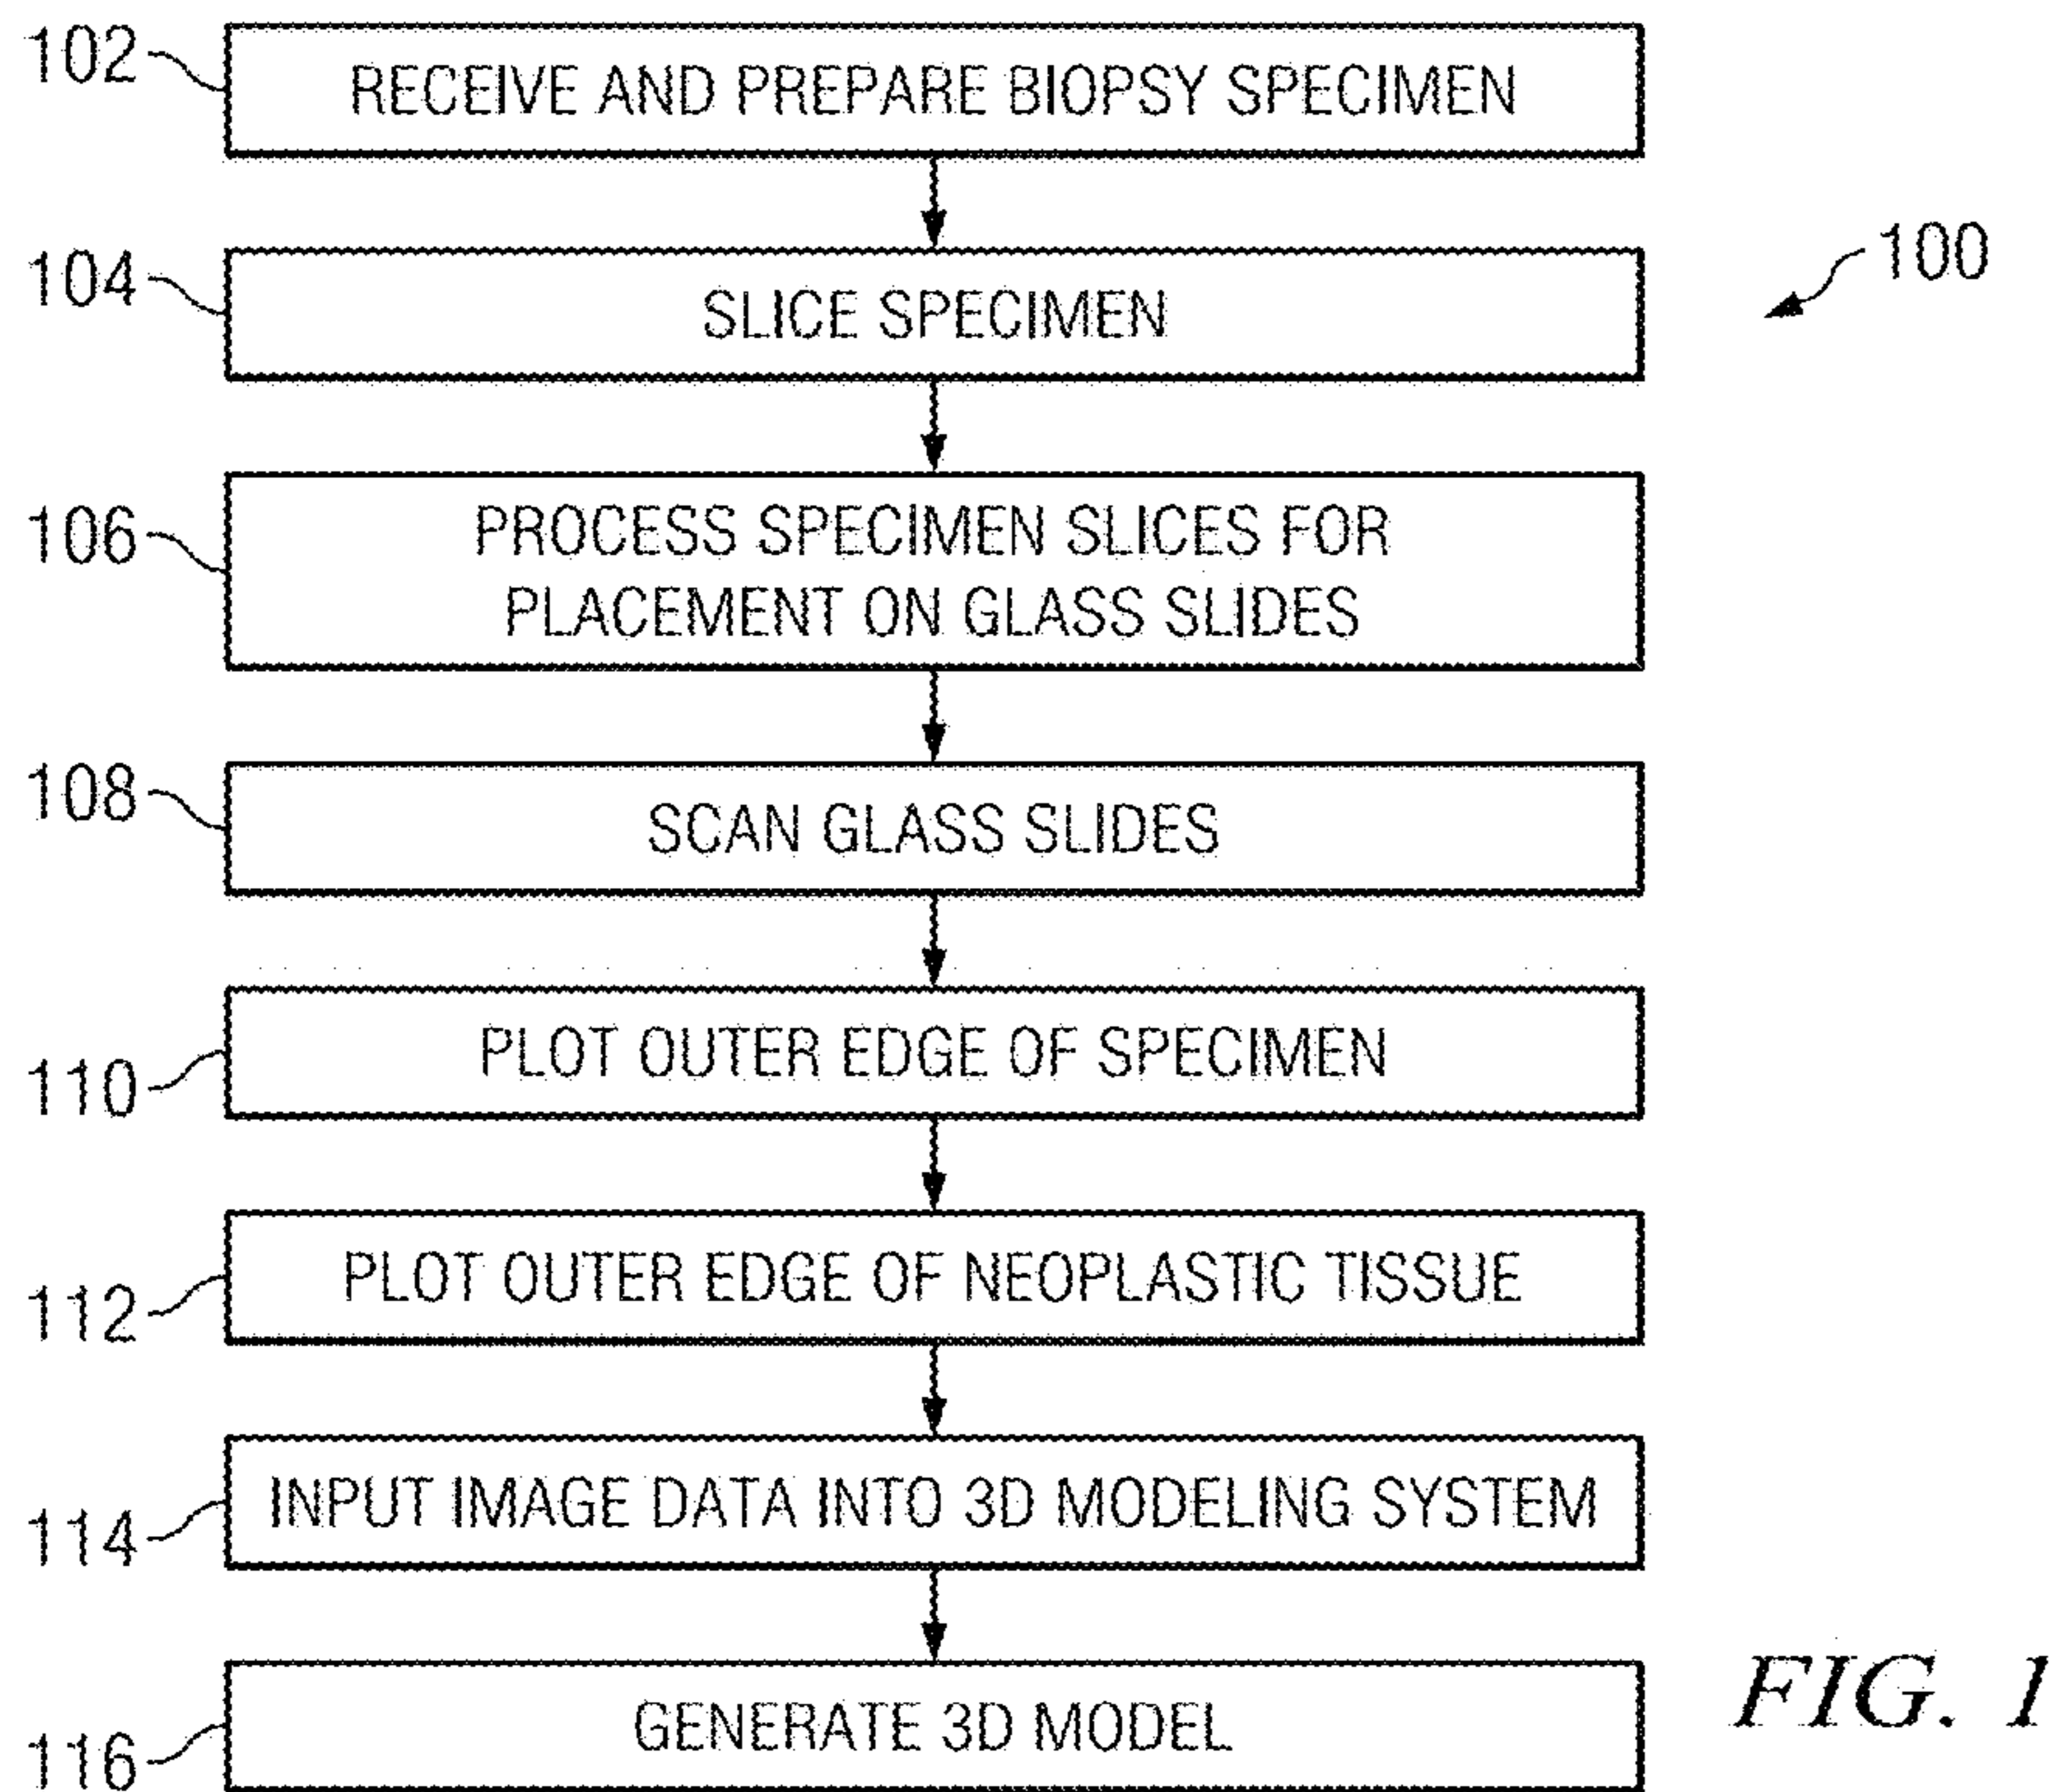 102
RECEIVE AND PREPARE BIOPSY SPECIMEN
104
SLICE SPECIMEN
100
106
PROCESS SPECIMEN SLICES FOR
PLACEMENT ON GLASS SLIDES
108
SCAN GLASS SLIDES
110
PLOT OUTER EDGE OF SPECIMEN
112
PLOT OUTER EDGE OF NEOPLASTIC TISSUE
114
INPUT IMAGE DATA INTO 3D MODELING SYSTEM
116
GENERATE 3D MODEL
FIG. 1